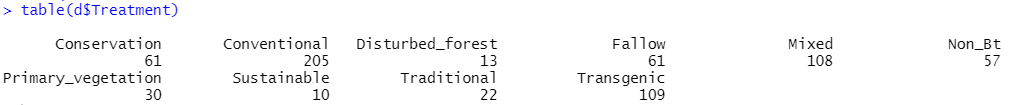 > table(d$Treatment)
Conservation Conventional Disturbed_forest Fallow Mixed Non_Bt
61 205 13 61 108 57
Primary_vegetation Sustainable Traditional Transgenic
30 10 22 109